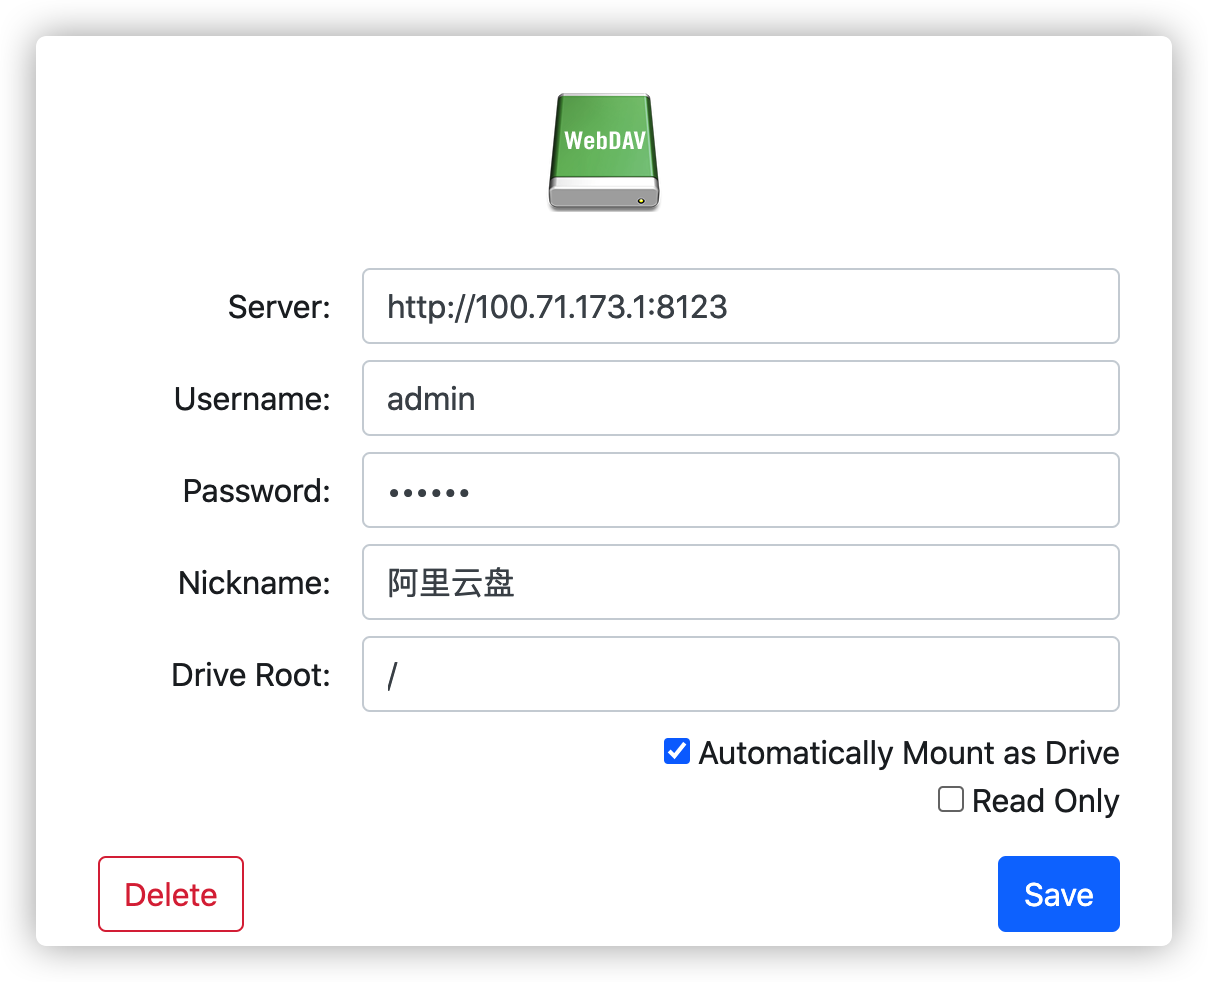 WebDAV
Server: http://100.71.173.1:8123
Username: admin
Password: ••••••
Nickname: 阿里云盘
Drive Root: /
Automatically Mount as Drive
Read Only
Delete Save